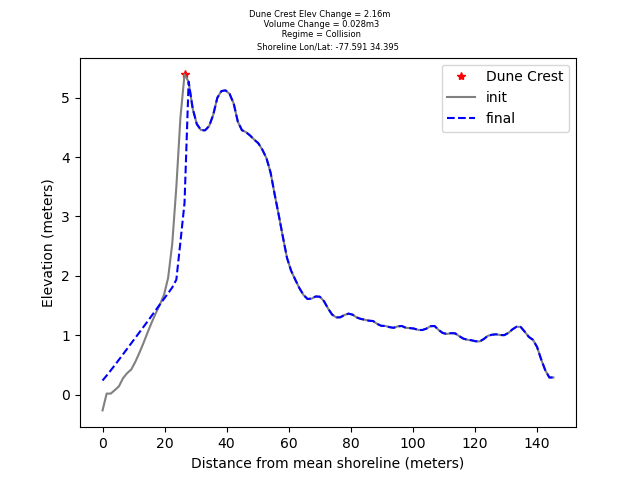 Dune Crest Elev Change = 2.16m
Volume Change = 0.028m3
Regime = Collision
Shoreline Lon/Lat: -77.591 34.395
Dune Crest
init
final
Elevation (meters)
5
4
3
2
1
0
0 20 40 60 80 100 120 140
Distance from mean shoreline (meters)